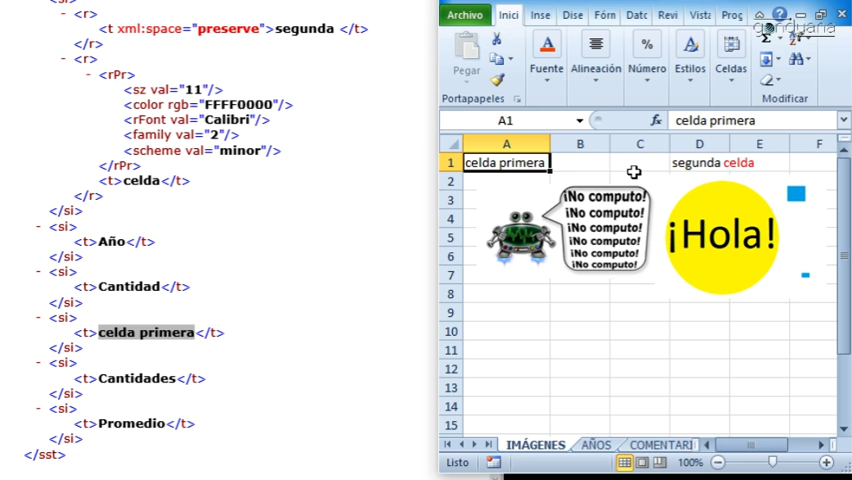 - <si>
- <r>
<t xml:space="preserve">segunda </t>
</r>
- <r>
- <rPr>
<sz val="11"/>
<color rgb="FFFF0000"/>
<rFont val="Calibri"/>
<family val="2"/>
<scheme val="minor"/>
</rPr>
<t>celda</t>
</r>
</si>
- <si>
<t>Año</t>
</si>
- <si>
<t>Cantidad</t>
</si>
- <si>
<t>celda primera</t>
</si>
- <si>
<t>Cantidades</t>
</si>
- <si>
<t>Promedio</t>
</si>
</sst>
Archivo Inici Inse Dise Fórn Datc Revi Vista Prog
Pegar Fuente Alineación Número Estilos Celdas
Portapapeles Modificar
A1 fx celda primera
A B C D E F
1 celda primera segunda celda
2
3 ¡No computo!
4 ¡No computo!
5 ¡No computo! ¡Hola!
6 ¡No computo!
7 ¡No computo!
¡No computo!
8
9
10
11
12
13
14
15
IMÁGENES AÑOS COMENTARI
Listo 100%